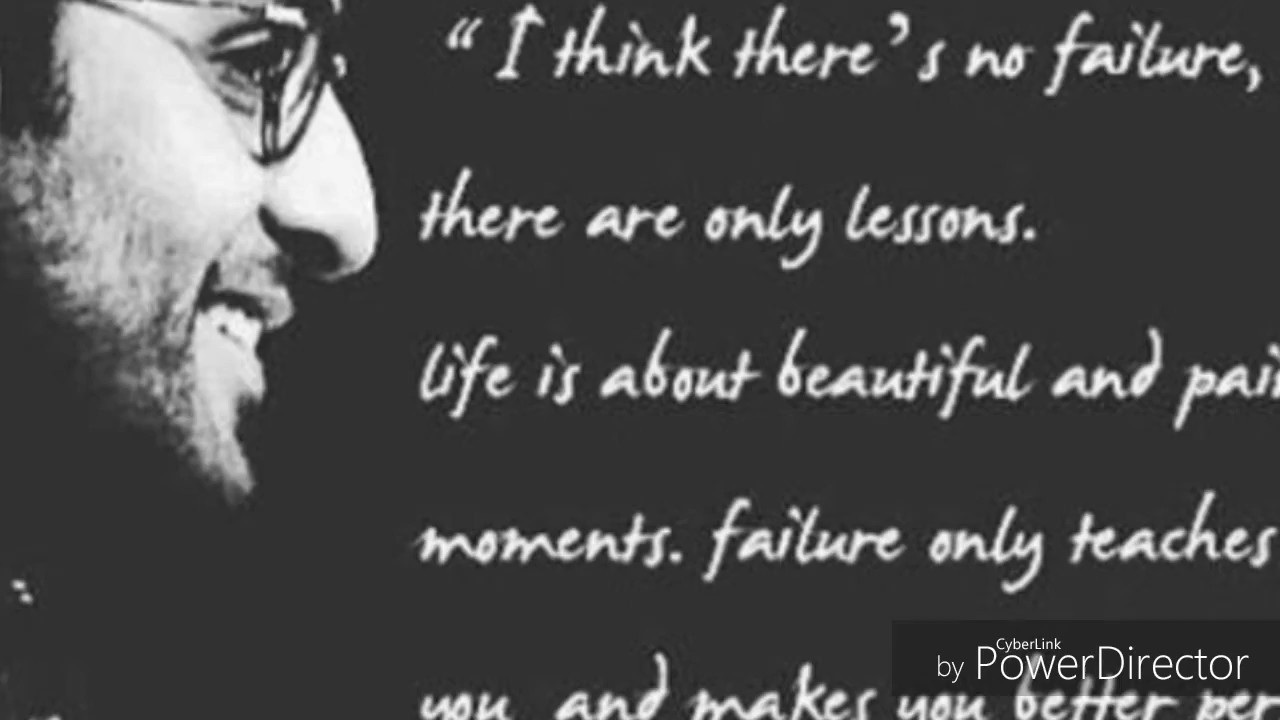 “ I think there’s no failure,
there are only lessons.
life is about beautiful and
moments. failure only teaches
you and makes you better
by CyberLink PowerDirector